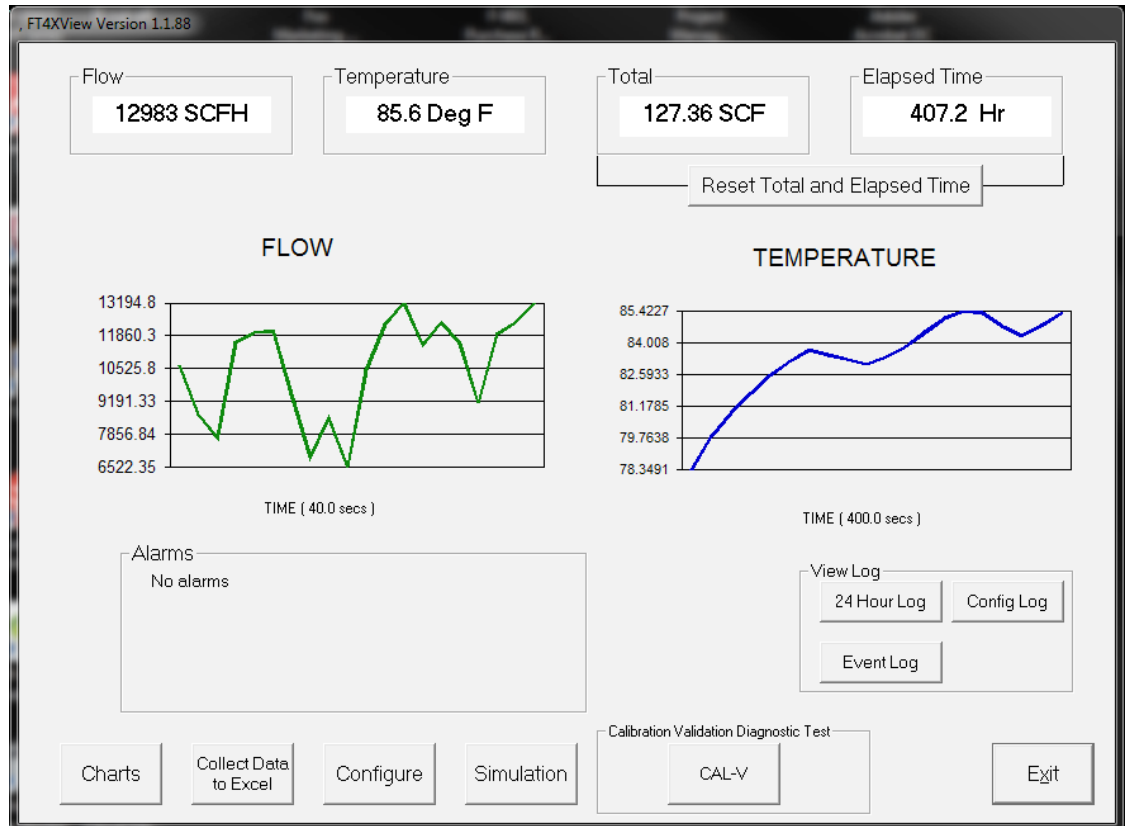 , FT4XView Version 1.1.88
Flow
12983 SCFH
Temperature
85.6 Deg F
Total
127.36 SCF
Elapsed Time
407.2 Hr
Reset Total and Elapsed Time
FLOW
13194.8
11860.3
10525.8
9191.33
7856.84
6522.35
TIME ( 40.0 secs )
TEMPERATURE
85.4227
84.008
82.5933
81.1785
79.7638
78.3491
TIME ( 400.0 secs )
Alarms
No alarms
View Log
24 Hour Log
Config Log
Event Log
Charts
Collect Data
to Excel
Configure
Simulation
Calibration Validation Diagnostic Test
CAL-V
Exit